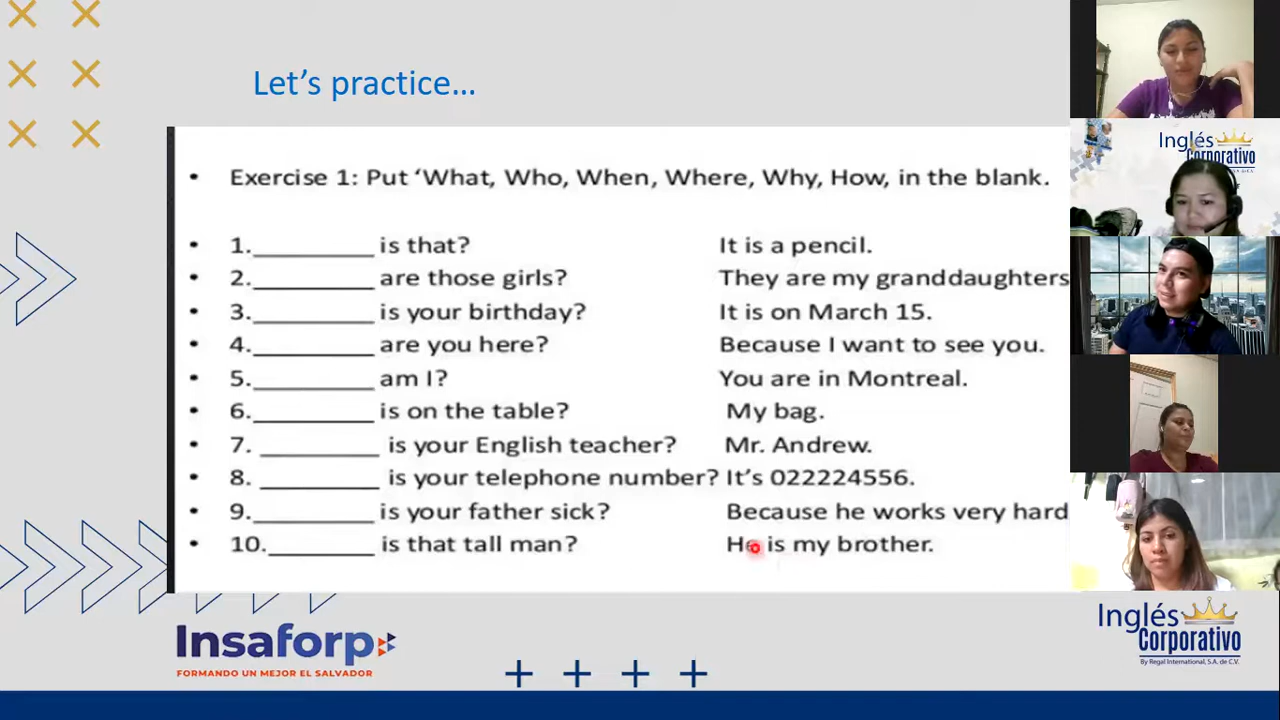 Let's practice…
• Exercise 1: Put 'What, Who, When, Where, Why, How, in the blank.
• 1.__________ is that? It is a pencil.
• 2.__________ are those girls? They are my granddaughters
• 3.__________ is your birthday? It is on March 15.
• 4.__________ are you here? Because I want to see you.
• 5.__________ am I? You are in Montreal.
• 6.__________ is on the table? My bag.
• 7. __________ is your English teacher? Mr. Andrew.
• 8. __________ is your telephone number? It's 022224556.
• 9.__________ is your father sick? Because he works very hard
• 10._________ is that tall man? He is my brother.
Insaforp
FORMANDO UN MEJOR EL SALVADOR
Inglés
Corporativo
By Regal International, S.A. de C.V.
Inglés
Corporativo